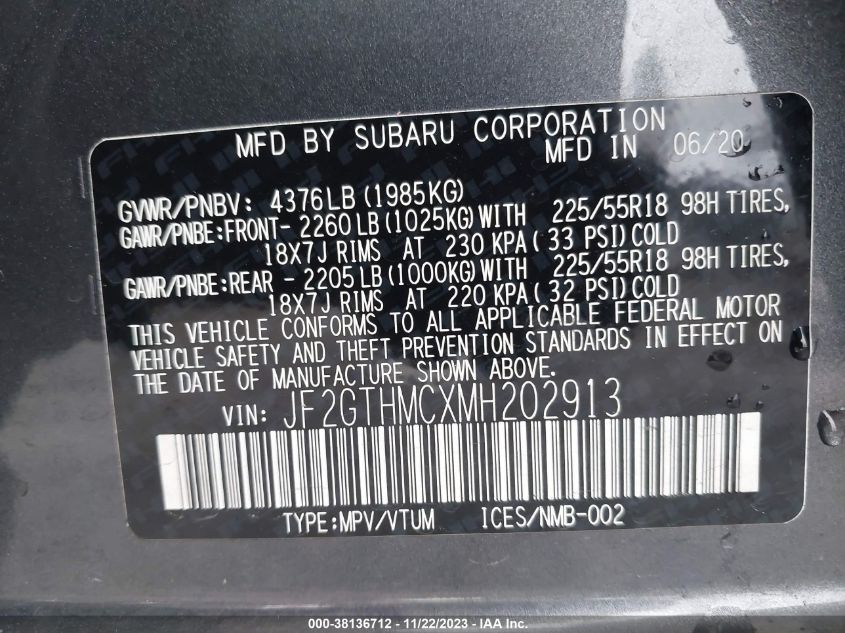 MFD BY SUBARU CORPORATION
MFD IN 06/20
GVWR/PNBV: 4376LB (1985KG)
GAWR/PNBE:FRONT- 2260 LB (1025KG) WITH 225/55R18 98H TIRES,
18X7J RIMS AT 230 KPA ( 33 PSI) COLD
GAWR/PNBE:REAR - 2205 LB (1000KG) WITH 225/55R18 98H TIRES,
18X7J RIMS AT 220 KPA ( 32 PSI) COLD
THIS VEHICLE CONFORMS TO ALL APPLICABLE FEDERAL MOTOR
VEHICLE SAFETY AND THEFT PREVENTION STANDARDS IN EFFECT ON
THE DATE OF MANUFACTURE SHOWN ABOVE.
VIN: JF2GTHMCXMH202913
TYPE:MPV/VTUM ICES/NMB-002
000-38136712 - 11/22/2023 - IAA Inc.